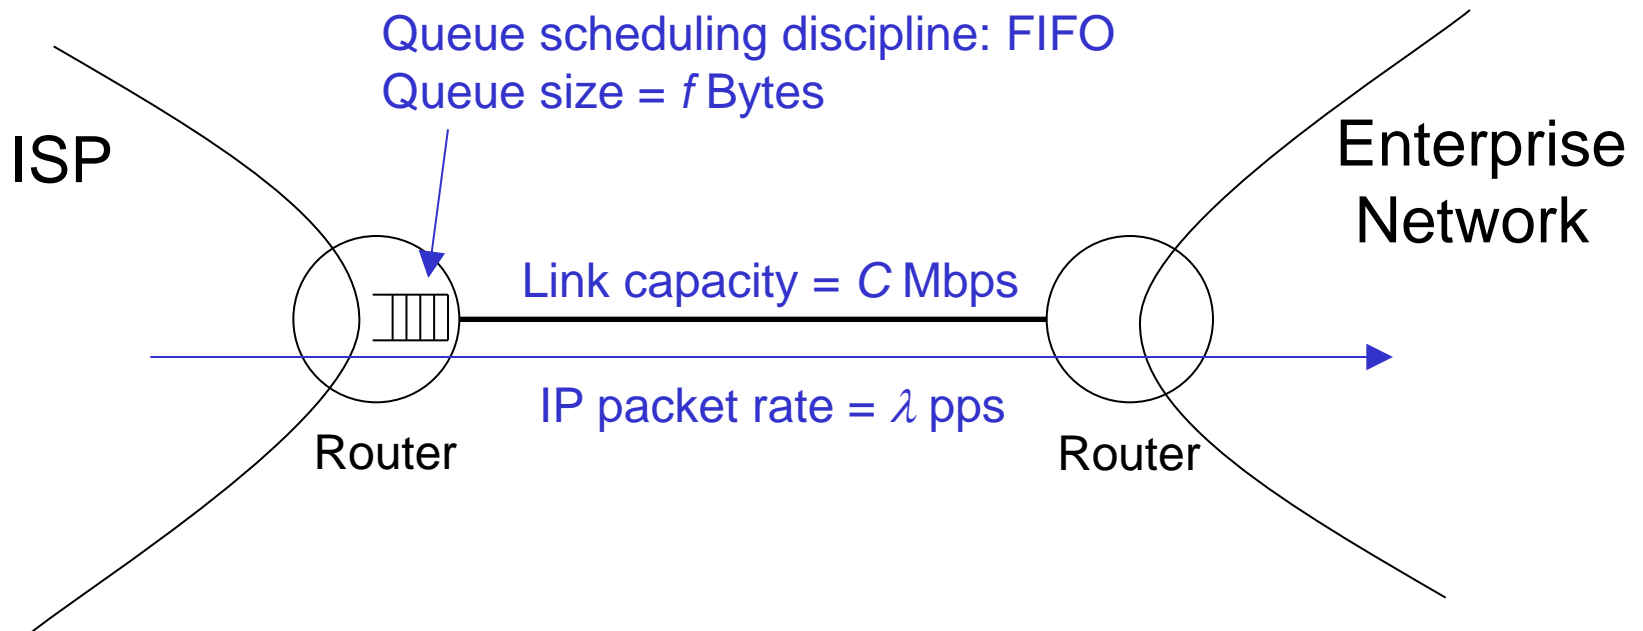 Queue scheduling discipline: FIFO
Queue size = f Bytes
ISP
Enterprise
Network
Link capacity = C Mbps
IP packet rate = λ pps
Router
Router